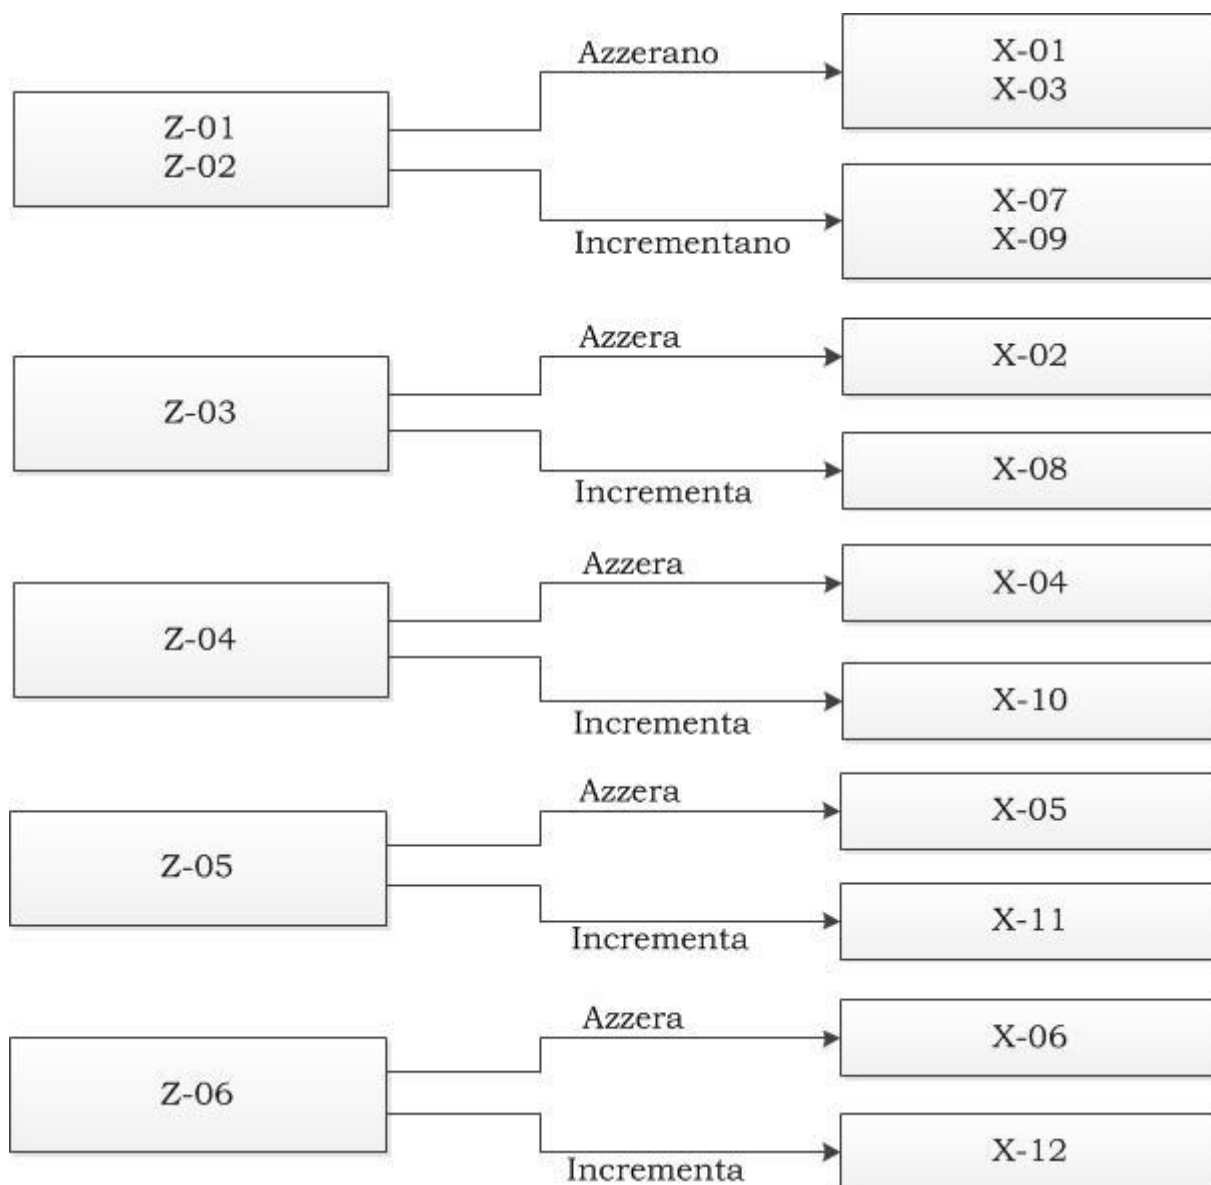 Azzerano
X-01
X-03
Z-01
Z-02
X-07
X-09
Incrementano
Azzera
X-02
Z-03
X-08
Incrementa
Azzera
X-04
Z-04
X-10
Incrementa
Azzera
X-05
Z-05
X-11
Incrementa
Azzera
X-06
Z-06
X-12
Incrementa